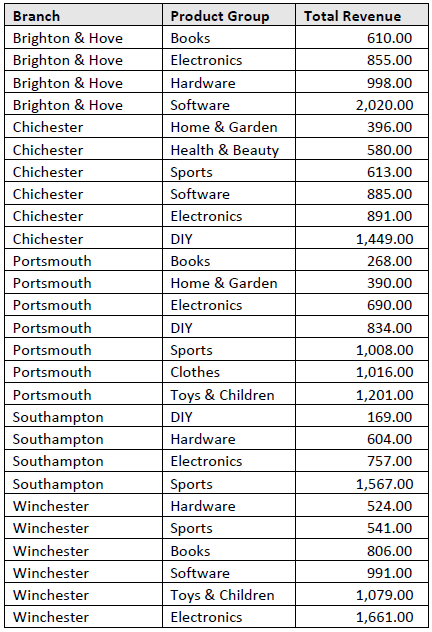 Branch Product Group Total Revenue
Brighton & Hove Books 610.00
Brighton & Hove Electronics 855.00
Brighton & Hove Hardware 998.00
Brighton & Hove Software 2,020.00
Chichester Home & Garden 396.00
Chichester Health & Beauty 580.00
Chichester Sports 613.00
Chichester Software 885.00
Chichester Electronics 891.00
Chichester DIY 1,449.00
Portsmouth Books 268.00
Portsmouth Home & Garden 390.00
Portsmouth Electronics 690.00
Portsmouth DIY 834.00
Portsmouth Sports 1,008.00
Portsmouth Clothes 1,016.00
Portsmouth Toys & Children 1,201.00
Southampton DIY 169.00
Southampton Hardware 604.00
Southampton Electronics 757.00
Southampton Sports 1,567.00
Winchester Hardware 524.00
Winchester Sports 541.00
Winchester Books 806.00
Winchester Software 991.00
Winchester Toys & Children 1,079.00
Winchester Electronics 1,661.00